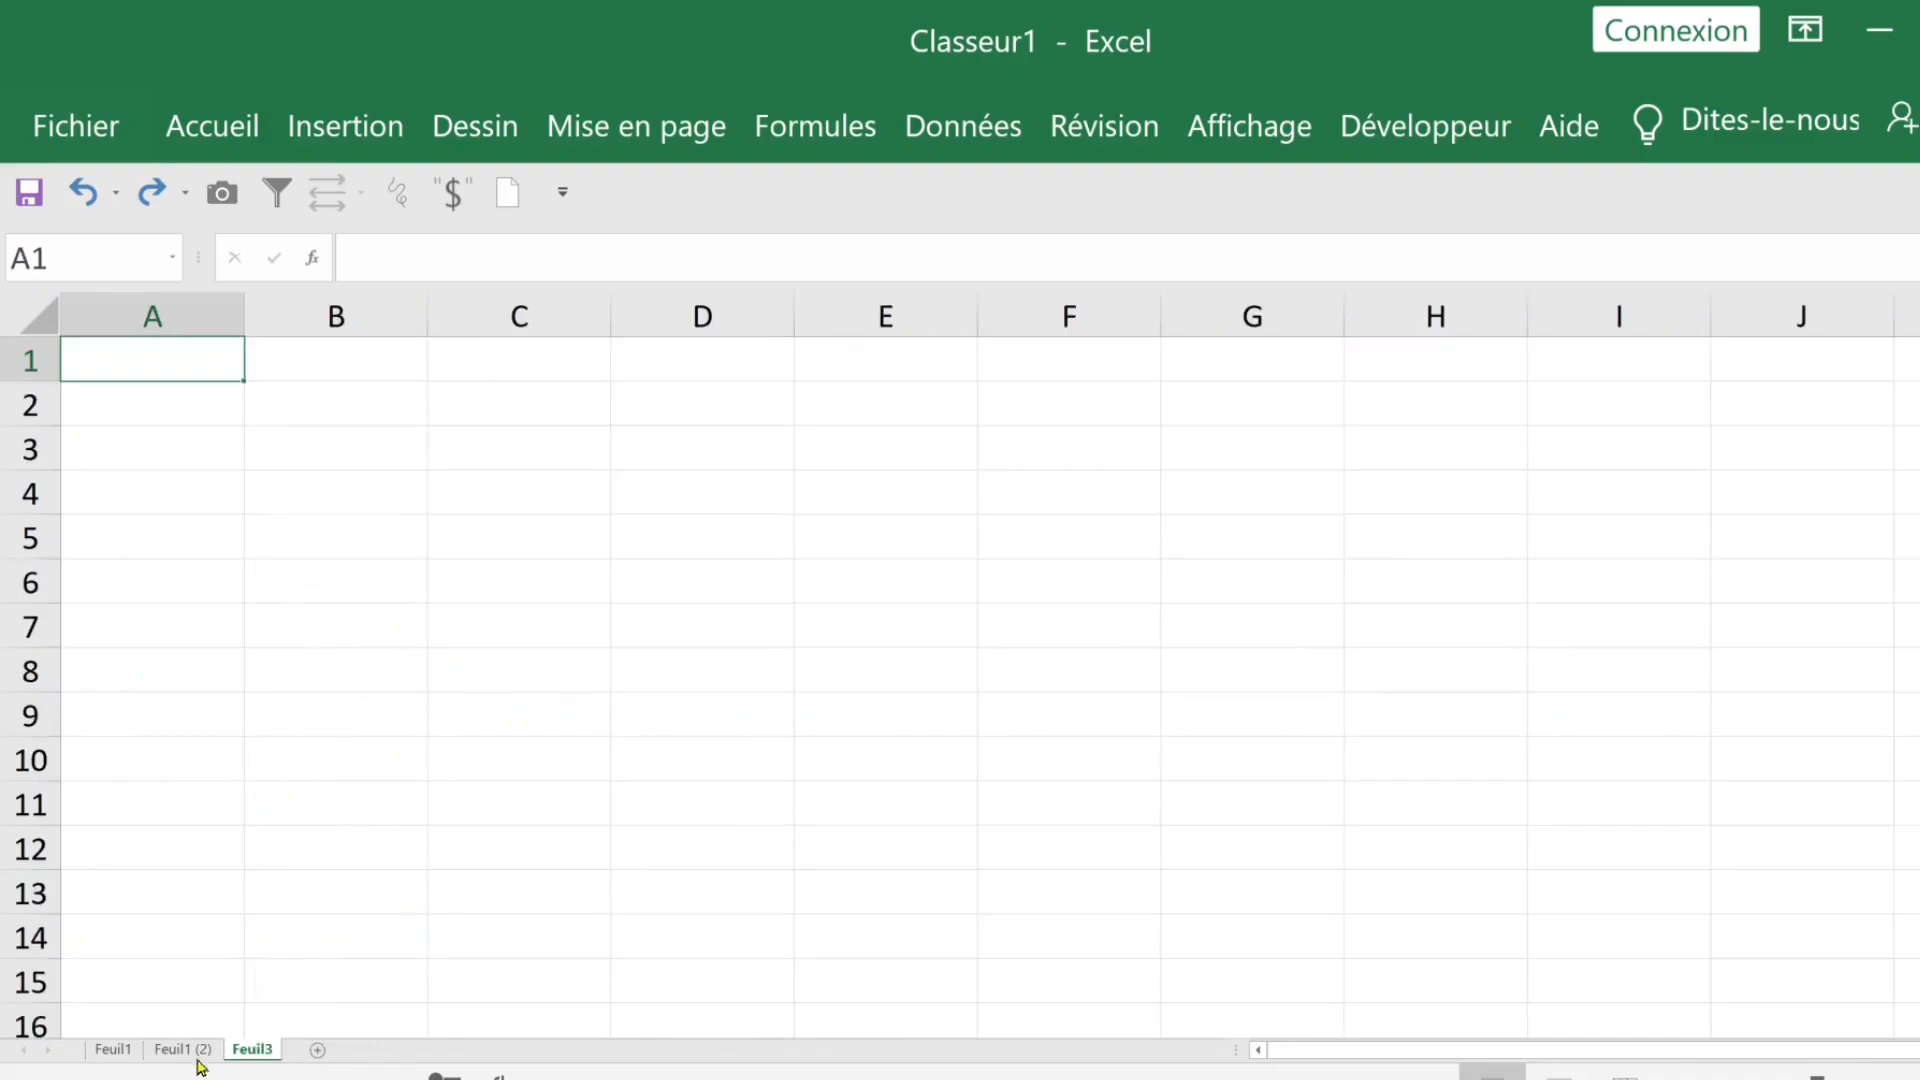 Classeur1 - Excel
Connexion
Fichier Accueil Insertion Dessin Mise en page Formules Données Révision Affichage Développeur Aide Dites-le-nous
"$"
A1 fx
A B C D E F G H I J
1
2
3
4
5
6
7
8
9
10
11
12
13
14
15
16
Feuil1 Feuil1 (2) Feuil3